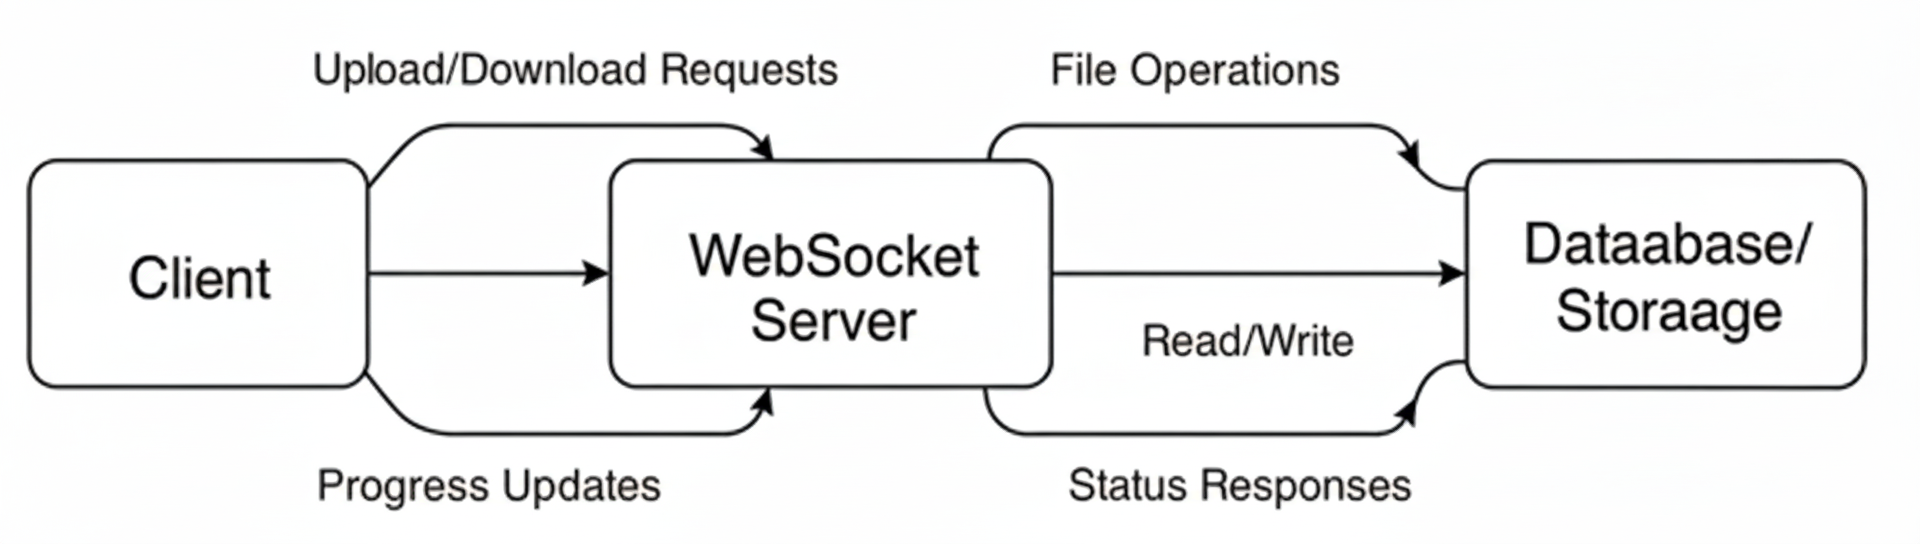 Upload/Download Requests
File Operations
Client
WebSocket
Server
Dataabase/
Storaage
Read/Write
Progress Updates
Status Responses